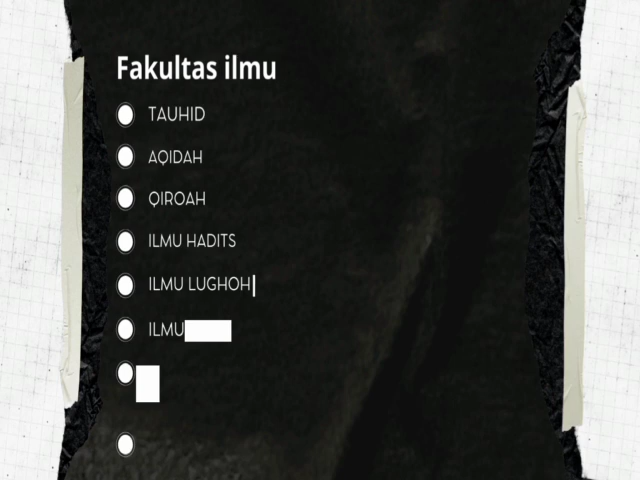 Fakultas ilmu
TAUHID
AQIDAH
QIROAH
ILMU HADITS
ILMU LUGHOH
ILMU